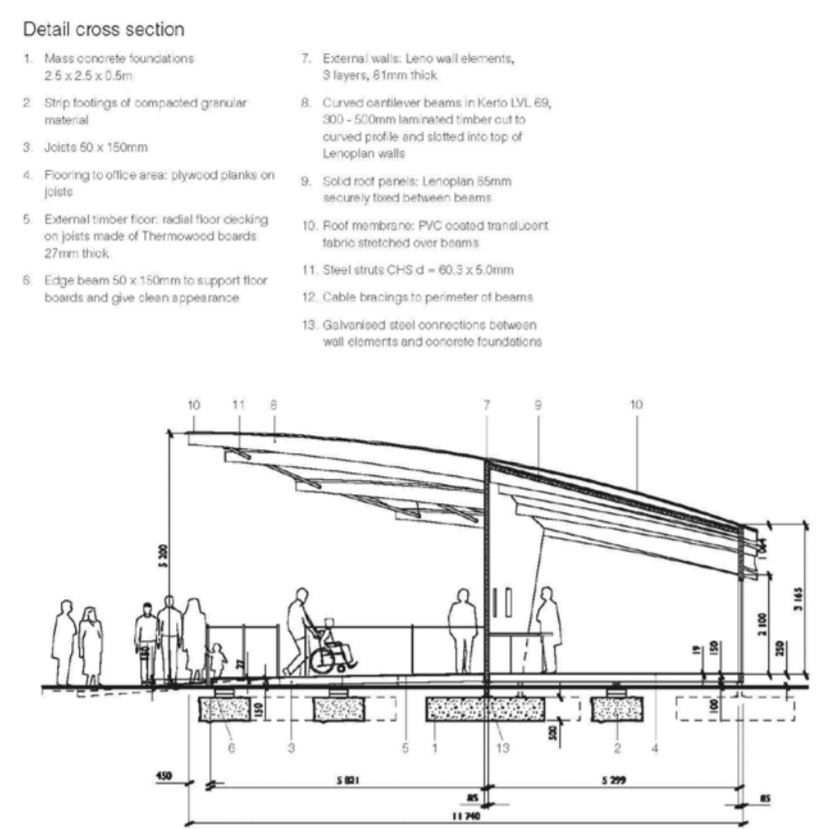 Detail cross section
1. Mass concrete foundations
2.5 x 2.5 x 0.5m
2. Strip footings of compacted granular
material
3. Joists 50 x 150mm
4. Flooring to office area: plywood planks on
joists
5. External timber floor: radial floor decking
on joists made of Thermowood boards
27mm thick
6. Edge beam 50 x 150mm to support floor
boards and give clean appearance
7. External walls: Leno wall elements,
3 layers, 81mm thick
8. Curved cantilever beams in Kerto LVL 69,
300 - 500mm laminated timber cut to
curved profile and slotted into top of
Lenoplan walls
9. Solid roof panels: Lenoplan 65mm
securely fixed between beams
10. Roof membrane: PVC coated translucent
fabric stretched over beams
11. Steel struts CHS d = 60.3 x 5.0mm
12. Cable bracings to perimeter of beams
13. Galvanised steel connections between
wall elements and concrete foundations
10 11 8 7 9 10
5 200
1 064
3 165
2 100
250
19
150
27
150
100
500
6 3 5 1 13 2 4
450
5 821
5 299
85
85
11 740